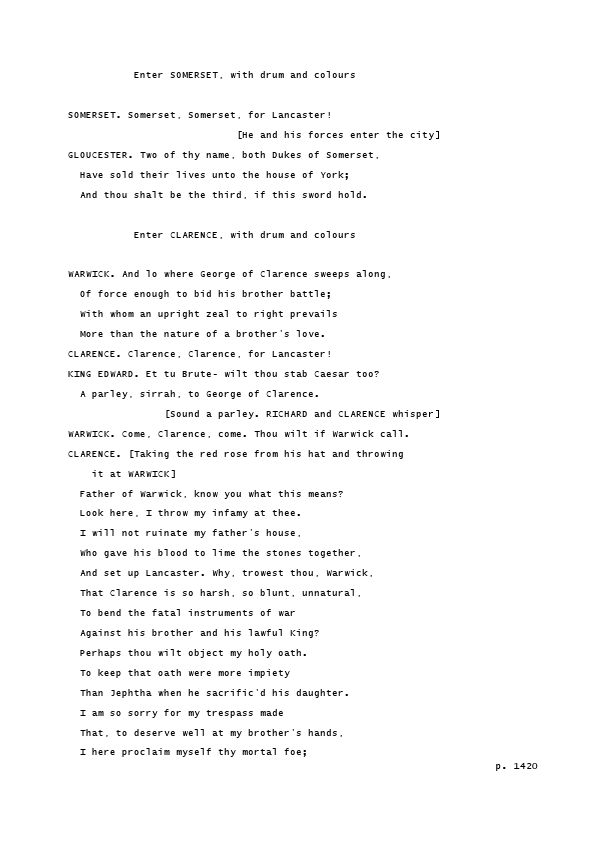 Enter SOMERSET, with drum and colours
SOMERSET. Somerset, Somerset, for Lancaster!
[He and his forces enter the city]
GLOUCESTER. Two of thy name, both Dukes of Somerset,
Have sold their lives unto the house of York;
And thou shalt be the third, if this sword hold.
Enter CLARENCE, with drum and colours
WARWICK. And lo where George of Clarence sweeps along,
Of force enough to bid his brother battle;
With whom an upright zeal to right prevails
More than the nature of a brother's love.
CLARENCE. Clarence, Clarence, for Lancaster!
KING EDWARD. Et tu Brute- wilt thou stab Caesar too?
A parley, sirrah, to George of Clarence.
[Sound a parley. RICHARD and CLARENCE whisper]
WARWICK. Come, Clarence, come. Thou wilt if Warwick call.
CLARENCE. [Taking the red rose from his hat and throwing
it at WARWICK]
Father of Warwick, know you what this means?
Look here, I throw my infamy at thee.
I will not ruinate my father's house,
Who gave his blood to lime the stones together,
And set up Lancaster. Why, trowest thou, Warwick,
That Clarence is so harsh, so blunt, unnatural,
To bend the fatal instruments of war
Against his brother and his lawful King?
Perhaps thou wilt object my holy oath.
To keep that oath were more impiety
Than Jephtha when he sacrific'd his daughter.
I am so sorry for my trespass made
That, to deserve well at my brother's hands,
I here proclaim myself thy mortal foe;
p. 1420